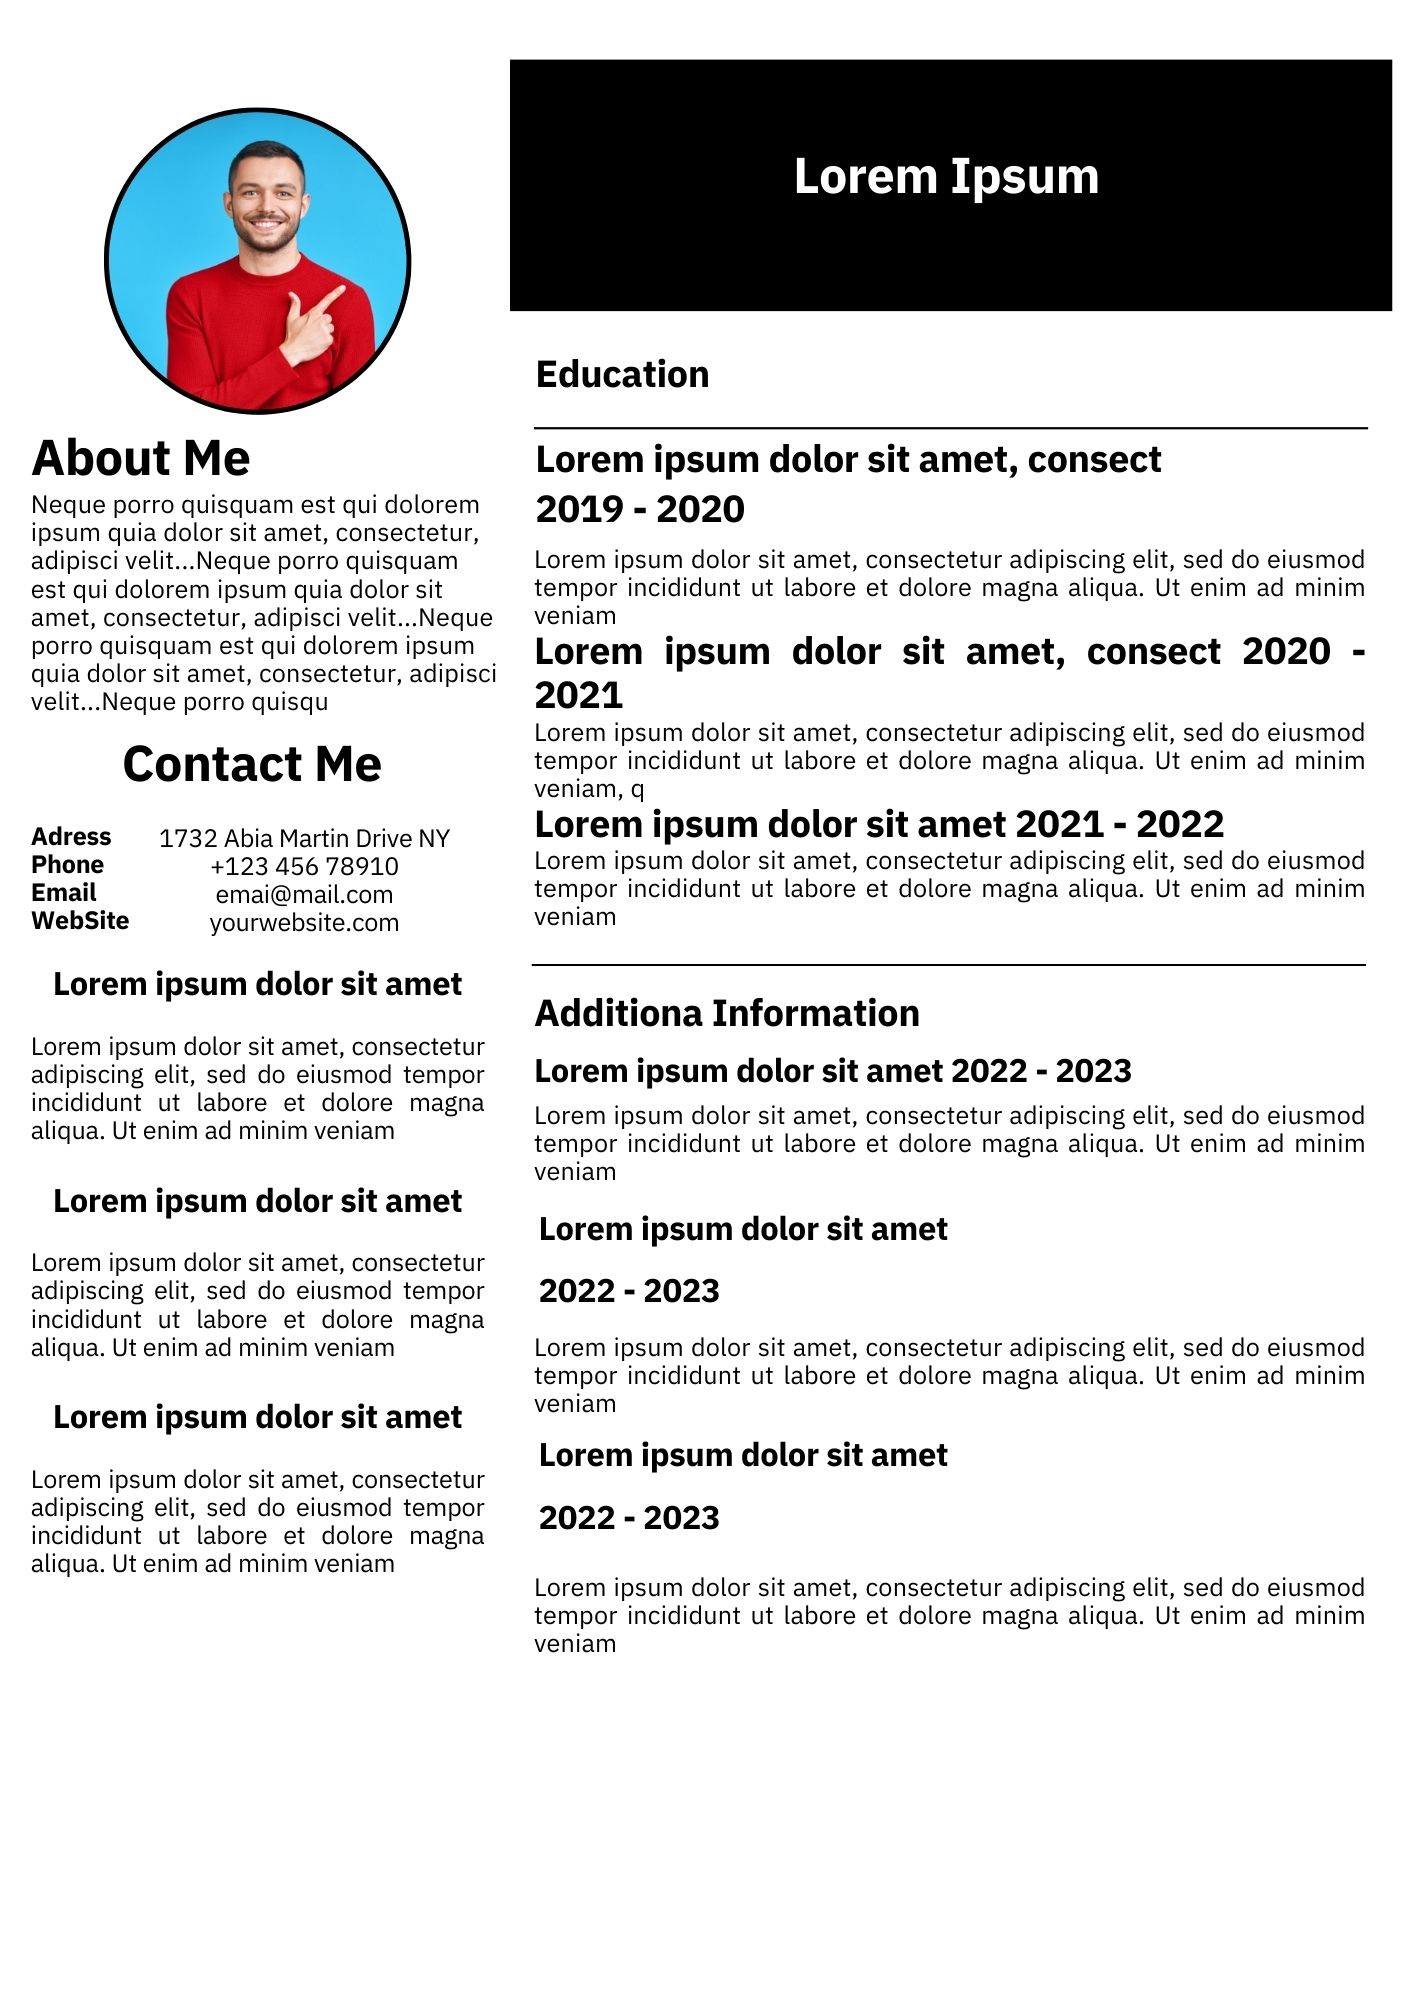 Lorem Ipsum
About Me
Neque porro quisquam est qui dolorem
ipsum quia dolor sit amet, consectetur,
adipisci velit...Neque porro quisquam
est qui dolorem ipsum quia dolor sit
amet, consectetur, adipisci velit...Neque
porro quisquam est qui dolorem ipsum
quia dolor sit amet, consectetur, adipisci
velit...Neque porro quisqu
Contact Me
Adress 1732 Abia Martin Drive NY
Phone +123 456 78910
Email emai@mail.com
WebSite yourwebsite.com
Lorem ipsum dolor sit amet
Lorem ipsum dolor sit amet, consectetur
adipiscing elit, sed do eiusmod tempor
incididunt ut labore et dolore magna
aliqua. Ut enim ad minim veniam
Lorem ipsum dolor sit amet
Lorem ipsum dolor sit amet, consectetur
adipiscing elit, sed do eiusmod tempor
incididunt ut labore et dolore magna
aliqua. Ut enim ad minim veniam
Lorem ipsum dolor sit amet
Lorem ipsum dolor sit amet, consectetur
adipiscing elit, sed do eiusmod tempor
incididunt ut labore et dolore magna
aliqua. Ut enim ad minim veniam
Education
Lorem ipsum dolor sit amet, consect
2019 - 2020
Lorem ipsum dolor sit amet, consectetur adipiscing elit, sed do eiusmod
tempor incididunt ut labore et dolore magna aliqua. Ut enim ad minim
veniam
Lorem ipsum dolor sit amet, consect 2020 -
2021
Lorem ipsum dolor sit amet, consectetur adipiscing elit, sed do eiusmod
tempor incididunt ut labore et dolore magna aliqua. Ut enim ad minim
veniam, q
Lorem ipsum dolor sit amet 2021 - 2022
Lorem ipsum dolor sit amet, consectetur adipiscing elit, sed do eiusmod
tempor incididunt ut labore et dolore magna aliqua. Ut enim ad minim
veniam
Additiona Information
Lorem ipsum dolor sit amet 2022 - 2023
Lorem ipsum dolor sit amet, consectetur adipiscing elit, sed do eiusmod
tempor incididunt ut labore et dolore magna aliqua. Ut enim ad minim
veniam
Lorem ipsum dolor sit amet
2022 - 2023
Lorem ipsum dolor sit amet, consectetur adipiscing elit, sed do eiusmod
tempor incididunt ut labore et dolore magna aliqua. Ut enim ad minim
veniam
Lorem ipsum dolor sit amet
2022 - 2023
Lorem ipsum dolor sit amet, consectetur adipiscing elit, sed do eiusmod
tempor incididunt ut labore et dolore magna aliqua. Ut enim ad minim
veniam